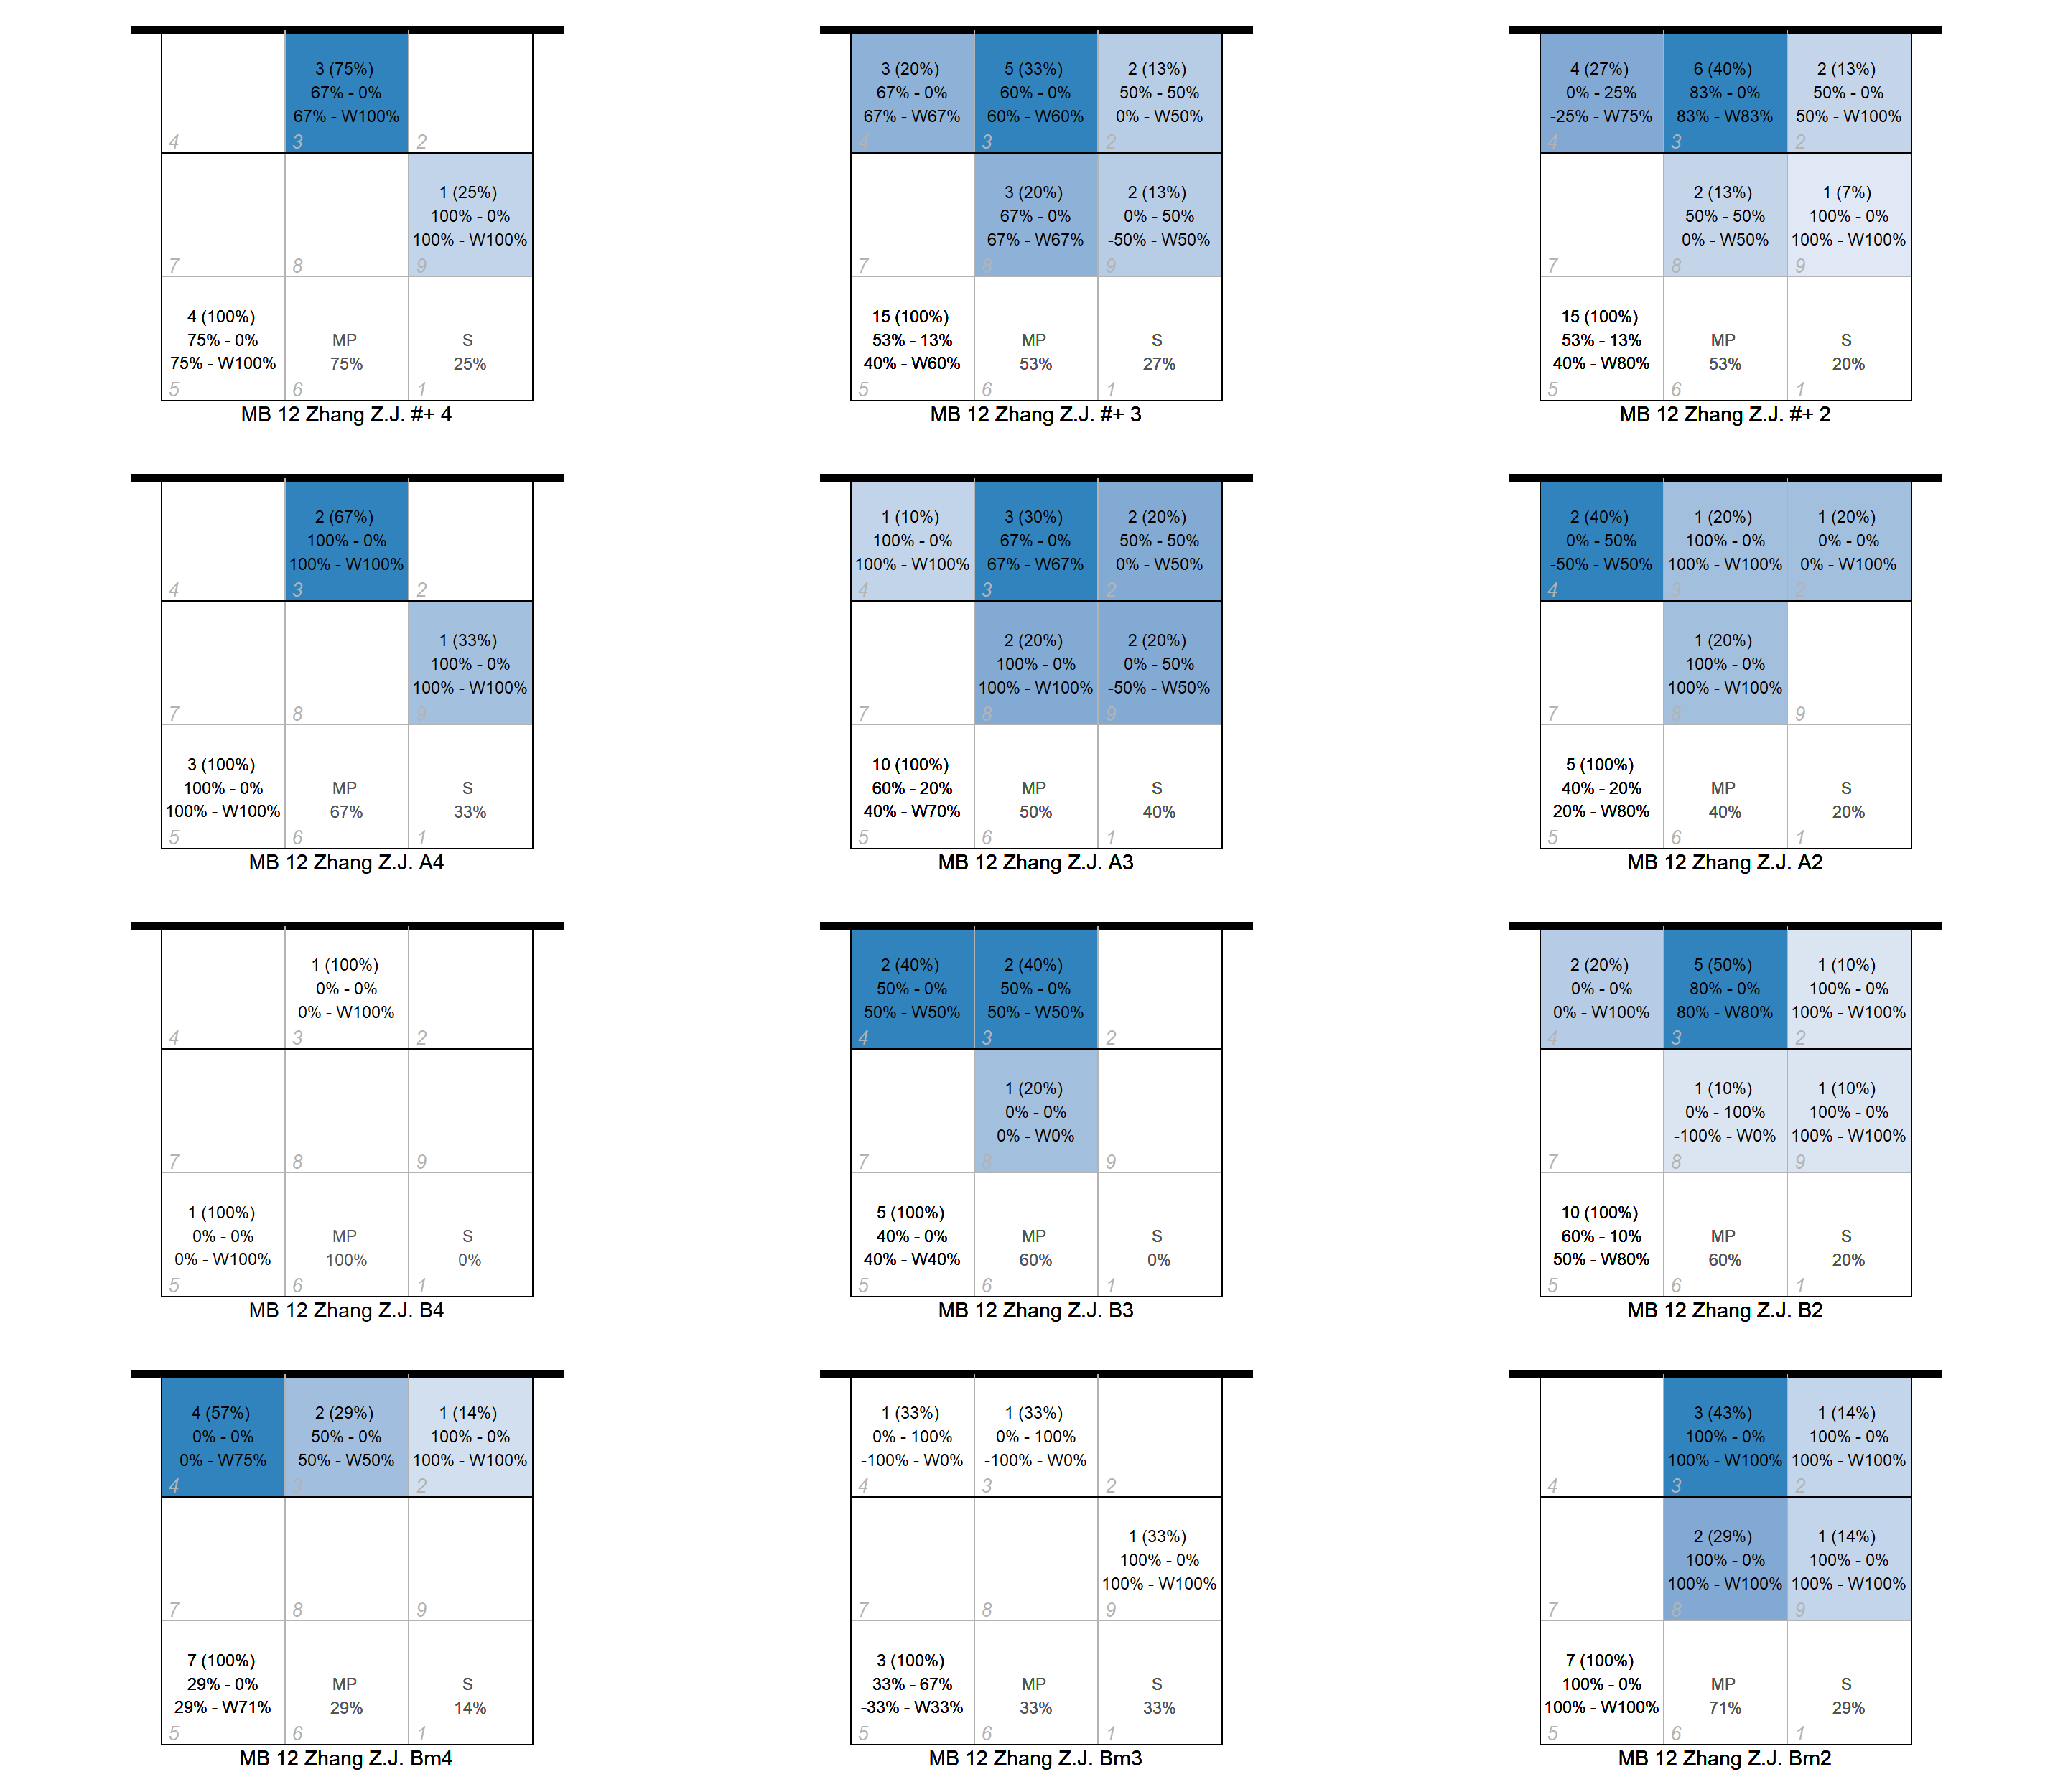 3 (75%)
67% - 0%
67% - W100%
4
3
2
1 (25%)
100% - 0%
100% - W100%
7
8
9
4 (100%)
75% - 0%
75% - W100%
MP
75%
S
25%
5
6
1
MB 12 Zhang Z.J. #+ 4
3 (20%)
67% - 0%
67% - W67%
5 (33%)
60% - 0%
60% - W60%
2 (13%)
50% - 50%
0% - W50%
4
3
2
3 (20%)
67% - 0%
67% - W67%
2 (13%)
0% - 50%
-50% - W50%
7
8
9
15 (100%)
53% - 13%
40% - W60%
MP
53%
S
27%
5
6
1
MB 12 Zhang Z.J. #+ 3
4 (27%)
0% - 25%
-25% - W75%
6 (40%)
83% - 0%
83% - W83%
2 (13%)
50% - 0%
50% - W100%
4
3
2
2 (13%)
50% - 50%
0% - W50%
1 (7%)
100% - 0%
100% - W100%
7
8
9
15 (100%)
53% - 13%
40% - W80%
MP
53%
S
20%
5
6
1
MB 12 Zhang Z.J. #+ 2
2 (67%)
100% - 0%
100% - W100%
4
3
2
1 (33%)
100% - 0%
100% - W100%
7
8
9
3 (100%)
100% - 0%
100% - W100%
MP
67%
S
33%
5
6
1
MB 12 Zhang Z.J. A4
1 (10%)
100% - 0%
100% - W100%
3 (30%)
67% - 0%
67% - W67%
2 (20%)
50% - 50%
0% - W50%
4
3
2
2 (20%)
100% - 0%
100% - W100%
2 (20%)
0% - 50%
-50% - W50%
7
8
9
10 (100%)
60% - 20%
40% - W70%
MP
50%
S
40%
5
6
1
MB 12 Zhang Z.J. A3
2 (40%)
0% - 50%
-50% - W50%
1 (20%)
100% - 0%
100% - W100%
1 (20%)
0% - 0%
0% - W100%
4
3
2
1 (20%)
100% - 0%
100% - W100%
7
8
9
5 (100%)
40% - 20%
20% - W80%
MP
40%
S
20%
5
6
1
MB 12 Zhang Z.J. A2
1 (100%)
0% - 0%
0% - W100%
4
3
2
7
8
9
1 (100%)
0% - 0%
0% - W100%
MP
100%
S
0%
5
6
1
MB 12 Zhang Z.J. B4
2 (40%)
50% - 0%
50% - W50%
2 (40%)
50% - 0%
50% - W50%
4
3
2
1 (20%)
0% - 0%
0% - W0%
7
8
9
5 (100%)
40% - 0%
40% - W40%
MP
60%
S
0%
5
6
1
MB 12 Zhang Z.J. B3
2 (20%)
0% - 0%
0% - W100%
5 (50%)
80% - 0%
80% - W80%
1 (10%)
100% - 0%
100% - W100%
4
3
2
1 (10%)
0% - 100%
-100% - W0%
1 (10%)
100% - 0%
100% - W100%
7
8
9
10 (100%)
60% - 10%
50% - W80%
MP
60%
S
20%
5
6
1
MB 12 Zhang Z.J. B2
4 (57%)
0% - 0%
0% - W75%
2 (29%)
50% - 0%
50% - W50%
1 (14%)
100% - 0%
100% - W100%
4
3
2
7
8
9
7 (100%)
29% - 0%
29% - W71%
MP
29%
S
14%
5
6
1
MB 12 Zhang Z.J. Bm4
1 (33%)
0% - 100%
-100% - W0%
1 (33%)
0% - 100%
-100% - W0%
4
3
2
1 (33%)
100% - 0%
100% - W100%
7
8
9
3 (100%)
33% - 67%
-33% - W33%
MP
33%
S
33%
5
6
1
MB 12 Zhang Z.J. Bm3
3 (43%)
100% - 0%
100% - W100%
1 (14%)
100% - 0%
100% - W100%
4
3
2
2 (29%)
100% - 0%
100% - W100%
1 (14%)
100% - 0%
100% - W100%
7
8
9
7 (100%)
100% - 0%
100% - W100%
MP
71%
S
29%
5
6
1
MB 12 Zhang Z.J. Bm2